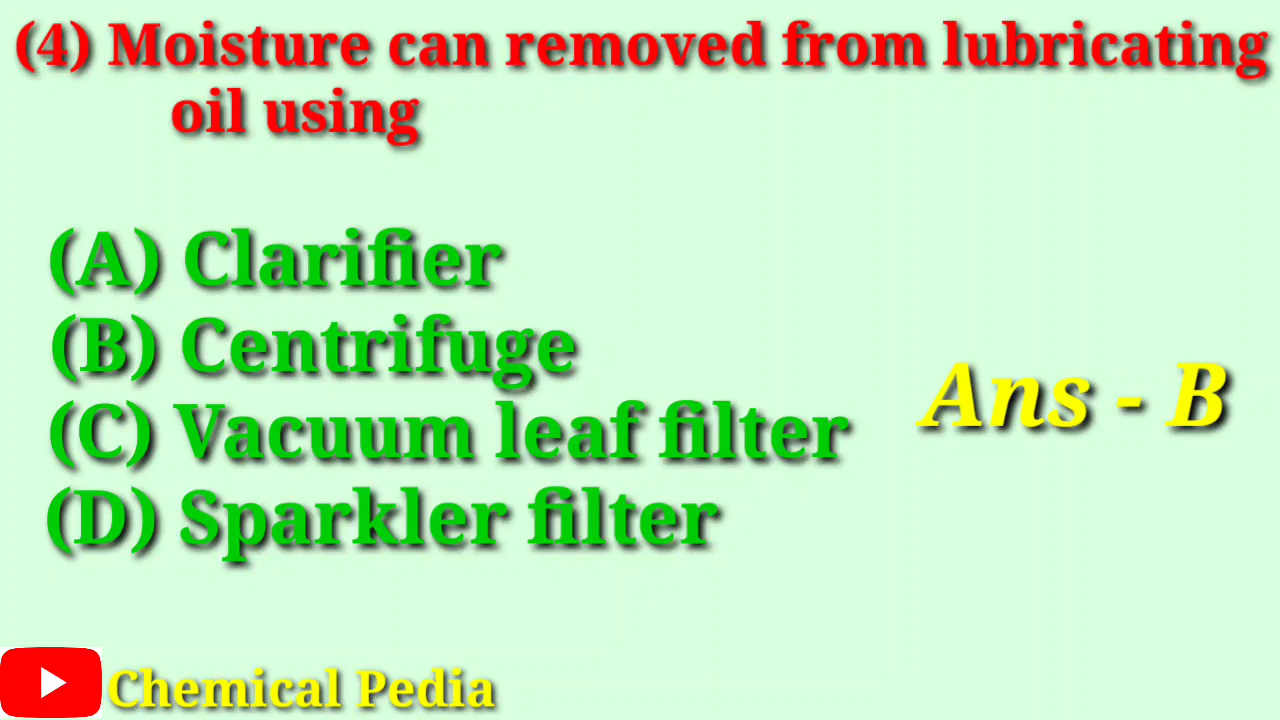 (4) Moisture can removed from lubricating
oil using
(A) Clarifier
(B) Centrifuge
(C) Vacuum leaf filter
(D) Sparkler filter
Ans - B
Chemical Pedia